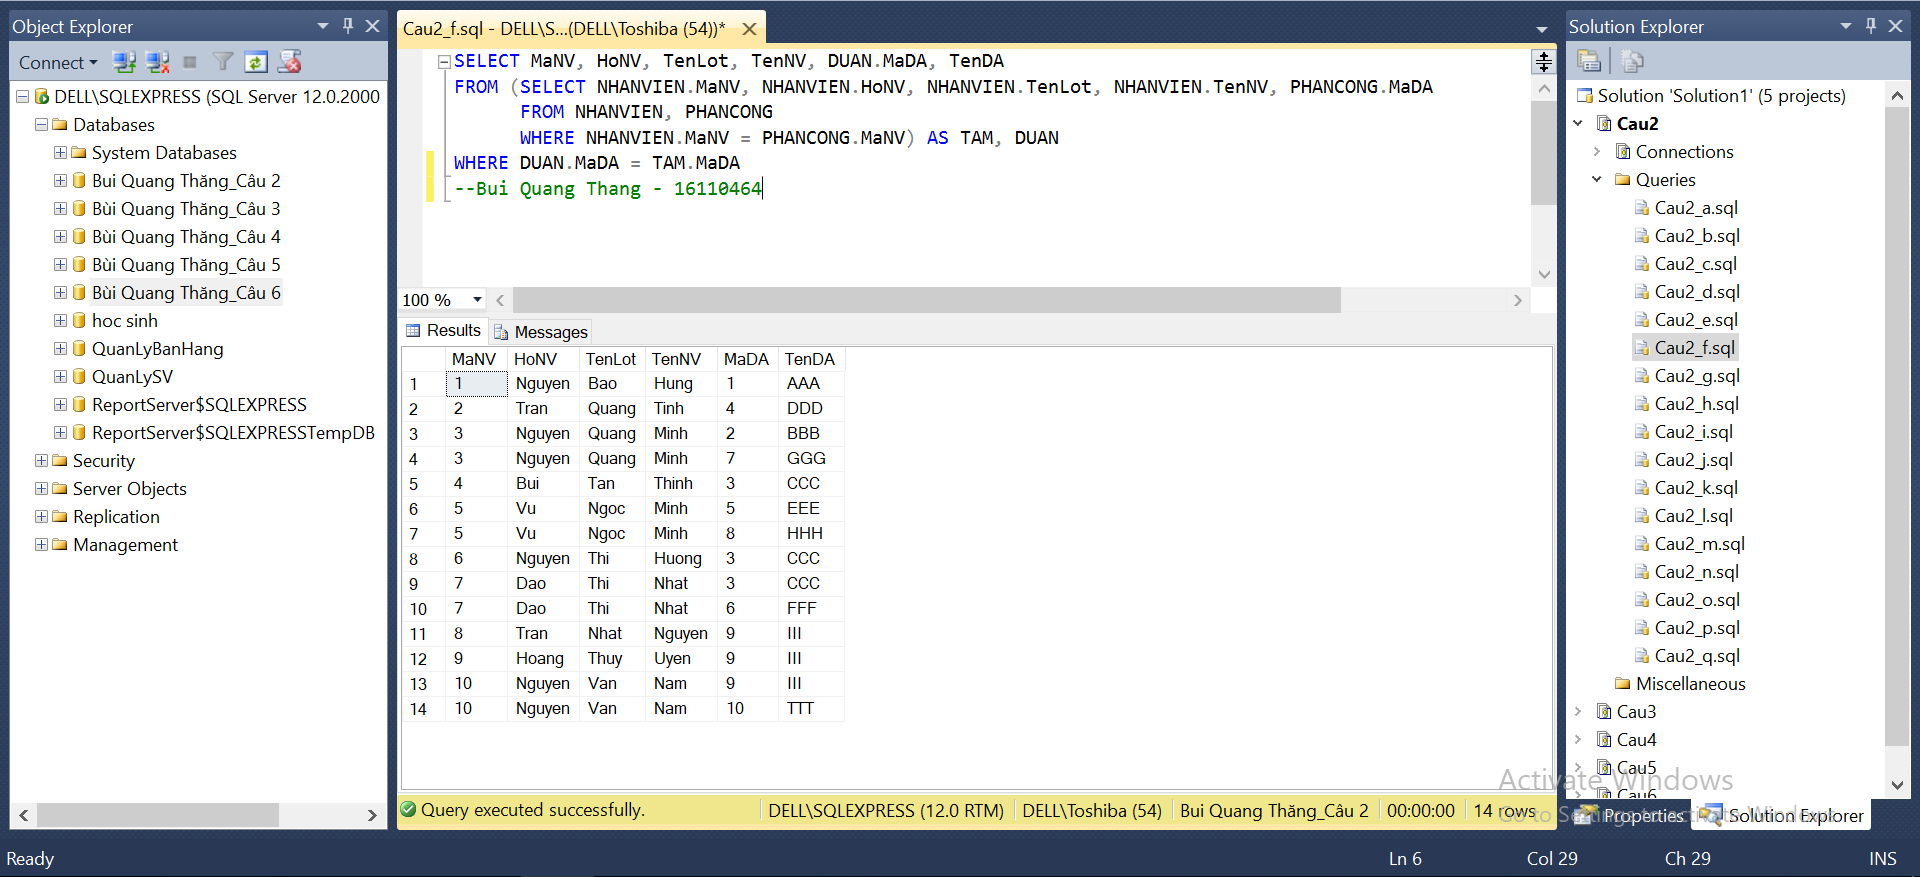 Object Explorer
Connect
DELL\SQLEXPRESS (SQL Server 12.0.2000
Databases
System Databases
Bui Quang Thăng_Câu 2
Bùi Quang Thăng_Câu 3
Bùi Quang Thăng_Câu 4
Bùi Quang Thăng_Câu 5
Bùi Quang Thăng_Câu 6
hoc sinh
QuanLyBanHang
QuanLySV
ReportServer$SQLEXPRESS
ReportServer$SQLEXPRESSTempDB
Security
Server Objects
Replication
Management
Cau2_f.sql - DELL\S...(DELL\Toshiba (54))*
SELECT MaNV, HoNV, TenLot, TenNV, DUAN.MaDA, TenDA
FROM (SELECT NHANVIEN.MaNV, NHANVIEN.HoNV, NHANVIEN.TenLot, NHANVIEN.TenNV, PHANCONG.MaDA
FROM NHANVIEN, PHANCONG
WHERE NHANVIEN.MaNV = PHANCONG.MaNV) AS TAM, DUAN
WHERE DUAN.MaDA = TAM.MaDA
--Bui Quang Thang - 16110464
100 %
Results Messages
MaNV HoNV TenLot TenNV MaDA TenDA
1 1 Nguyen Bao Hung 1 AAA
2 2 Tran Quang Tinh 4 DDD
3 3 Nguyen Quang Minh 2 BBB
4 3 Nguyen Quang Minh 7 GGG
5 4 Bui Tan Thinh 3 CCC
6 5 Vu Ngoc Minh 5 EEE
7 5 Vu Ngoc Minh 8 HHH
8 6 Nguyen Thi Huong 3 CCC
9 7 Dao Thi Nhat 3 CCC
10 7 Dao Thi Nhat 6 FFF
11 8 Tran Nhat Nguyen 9 III
12 9 Hoang Thuy Uyen 9 III
13 10 Nguyen Van Nam 9 III
14 10 Nguyen Van Nam 10 TTT
Query executed successfully. DELL\SQLEXPRESS (12.0 RTM) DELL\Toshiba (54) Bui Quang Thăng_Câu 2 00:00:00 14 rows
Solution Explorer
Solution 'Solution1' (5 projects)
Cau2
Connections
Queries
Cau2_a.sql
Cau2_b.sql
Cau2_c.sql
Cau2_d.sql
Cau2_e.sql
Cau2_f.sql
Cau2_g.sql
Cau2_h.sql
Cau2_i.sql
Cau2_j.sql
Cau2_k.sql
Cau2_l.sql
Cau2_m.sql
Cau2_n.sql
Cau2_o.sql
Cau2_p.sql
Cau2_q.sql
Miscellaneous
Cau3
Cau4
Cau5
Cau6
Activate Windows
Go to Settings to activate Windows.
Properties Solution Explorer
Ready Ln 6 Col 29 Ch 29 INS